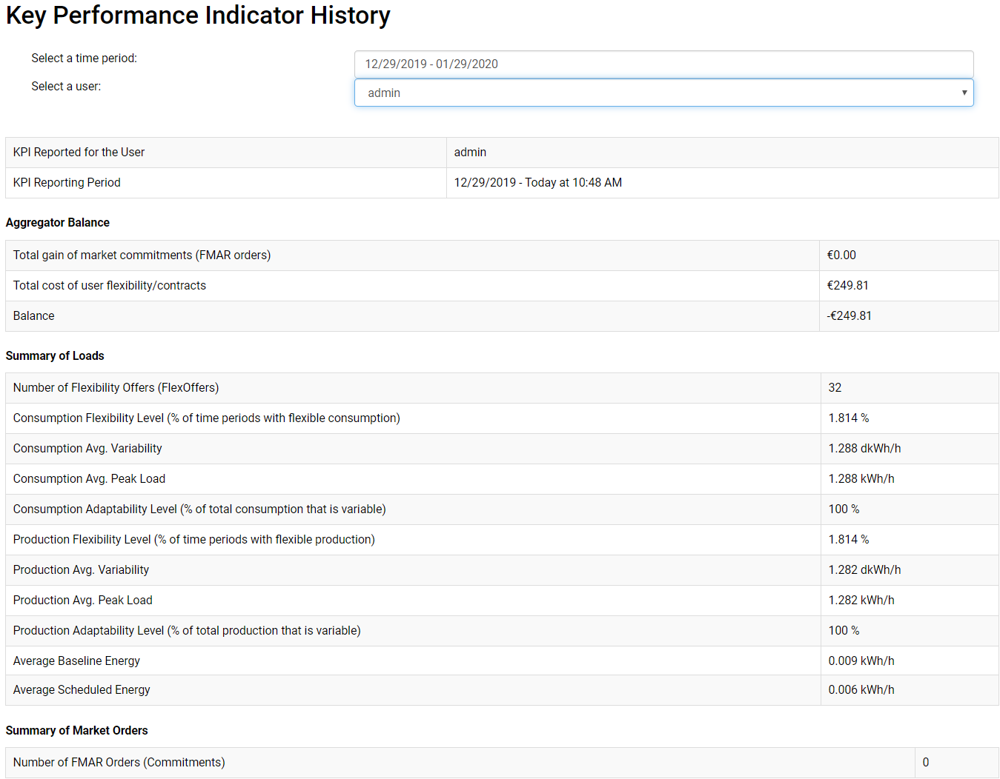 Key Performance Indicator History
Select a time period:
12/29/2019 - 01/29/2020
Select a user:
admin
KPI Reported for the User admin
KPI Reporting Period 12/29/2019 - Today at 10:48 AM
Aggregator Balance
Total gain of market commitments (FMAR orders) €0.00
Total cost of user flexibility/contracts €249.81
Balance -€249.81
Summary of Loads
Number of Flexibility Offers (FlexOffers) 32
Consumption Flexibility Level (% of time periods with flexible consumption) 1.814 %
Consumption Avg. Variability 1.288 dkWh/h
Consumption Avg. Peak Load 1.288 kWh/h
Consumption Adaptability Level (% of total consumption that is variable) 100 %
Production Flexibility Level (% of time periods with flexible production) 1.814 %
Production Avg. Variability 1.282 dkWh/h
Production Avg. Peak Load 1.282 kWh/h
Production Adaptability Level (% of total production that is variable) 100 %
Average Baseline Energy 0.009 kWh/h
Average Scheduled Energy 0.006 kWh/h
Summary of Market Orders
Number of FMAR Orders (Commitments) 0